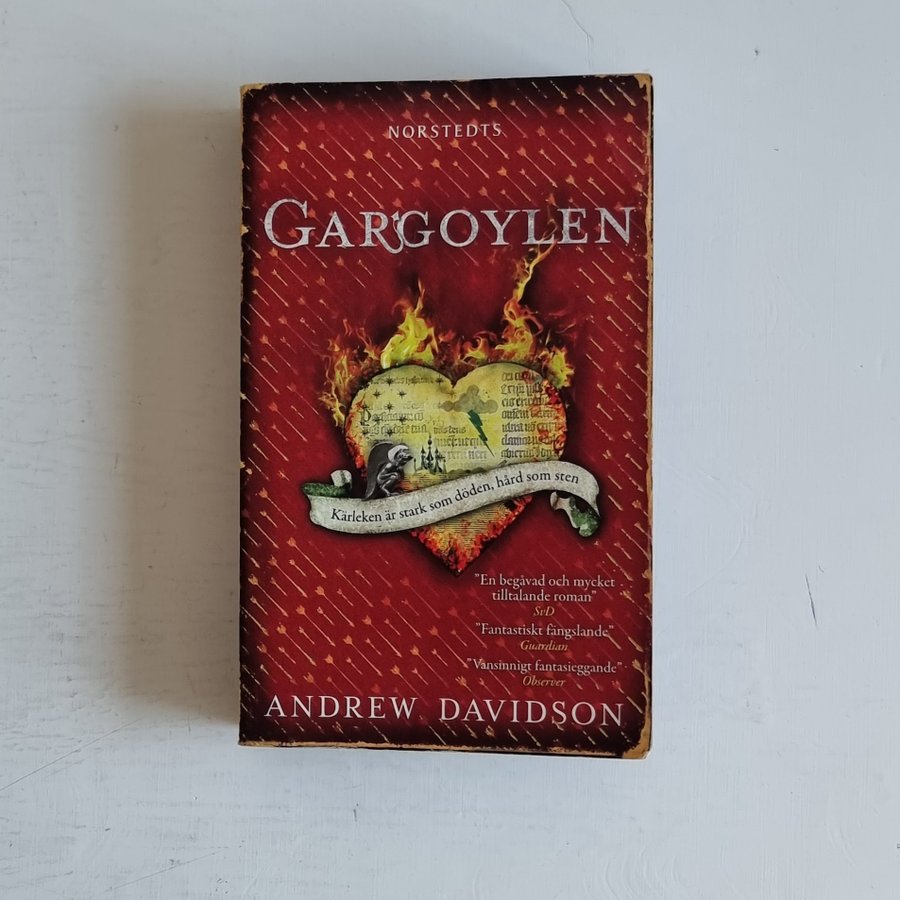 NORSTEDTS
GARGOYLEN
Kärleken är stark som döden, hård som sten
"En begåvad och mycket
tilltalande roman"
SvD
"Fantastiskt fängslande"
Guardian
"Vansinnigt fantasieggande"
Observer
ANDREW DAVIDSON